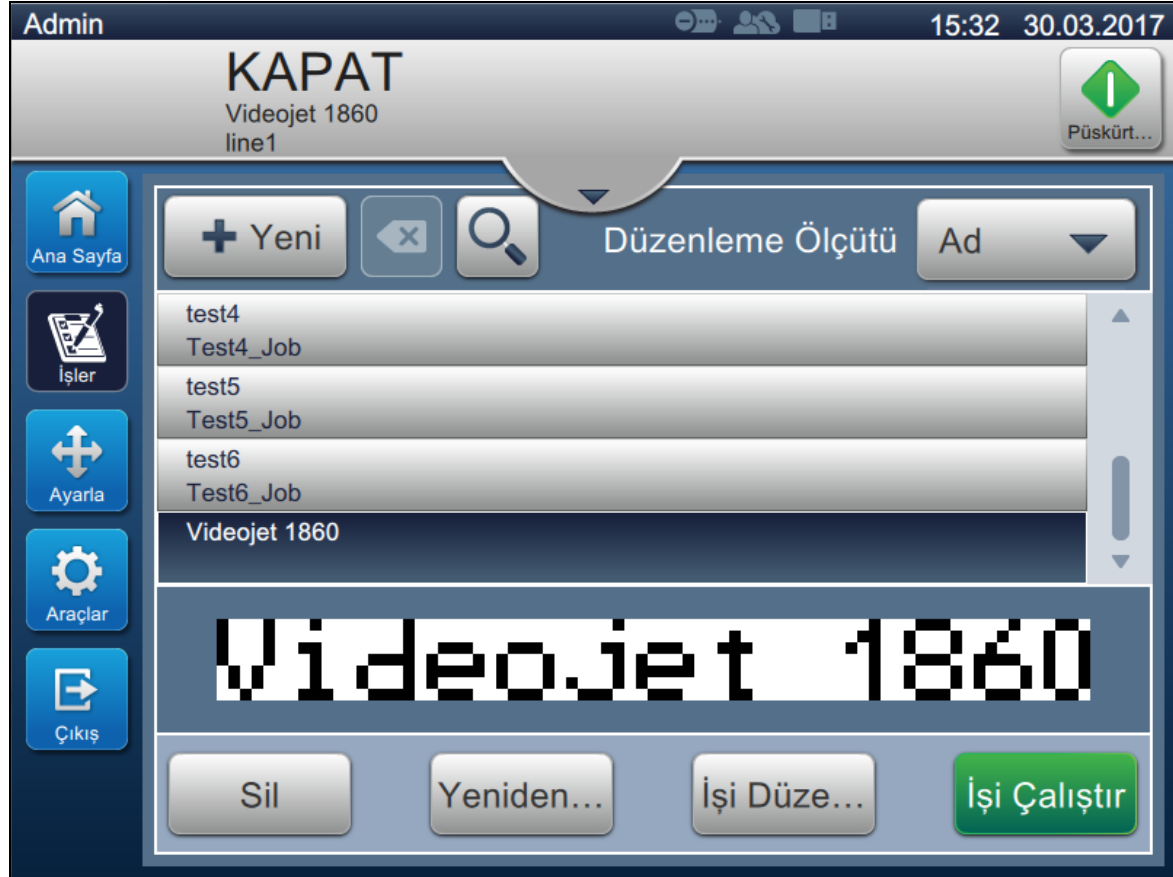 Admin
15:32 30.03.2017
KAPAT
Videojet 1860
line1
Püskürt...
Ana Sayfa
İşler
Ayarla
Araçlar
Çıkış
Yeni
Düzenleme Ölçütü
Ad
test4
Test4_Job
test5
Test5_Job
test6
Test6_Job
Videojet 1860
Videojet 1860
Sil
Yeniden...
İşi Düze...
İşi Çalıştır